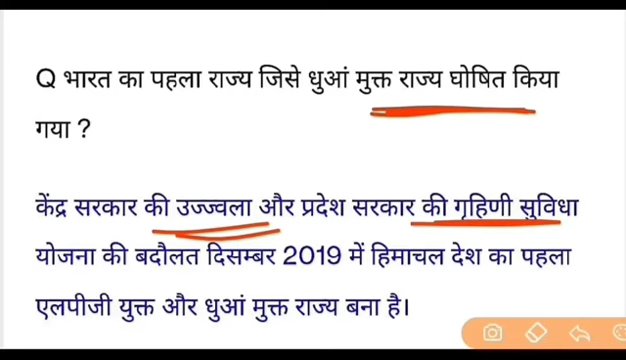 Q भारत का पहला राज्य जिसे धुआं मुक्त राज्य घोषित किया
गया ?
केंद्र सरकार की उज्ज्वला और प्रदेश सरकार की गृहिणी सुविधा
योजना की बदौलत दिसम्बर 2019 में हिमाचल देश का पहला
एलपीजी युक्त और धुआं मुक्त राज्य बना है।